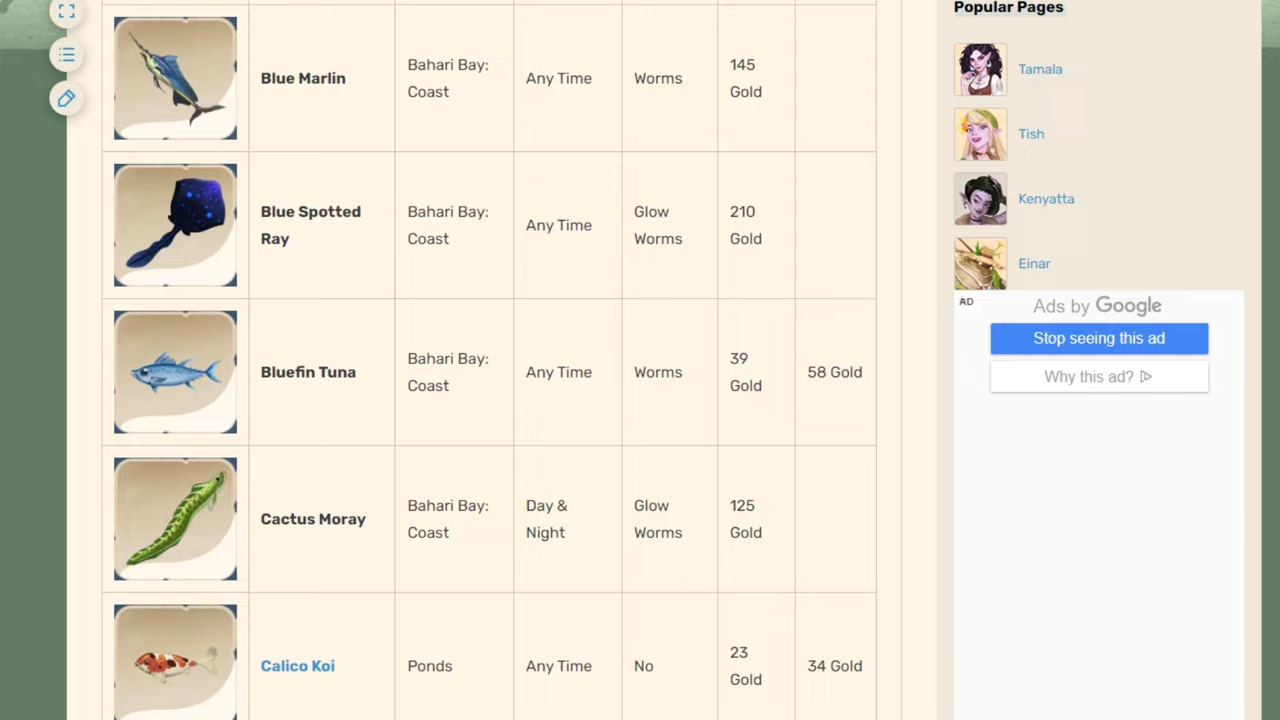 Blue Marlin
Bahari Bay:
Coast
Any Time
Worms
145
Gold
Blue Spotted
Ray
Bahari Bay:
Coast
Any Time
Glow
Worms
210
Gold
Bluefin Tuna
Bahari Bay:
Coast
Any Time
Worms
39
Gold
58 Gold
Cactus Moray
Bahari Bay:
Coast
Day &
Night
Glow
Worms
125
Gold
Calico Koi
Ponds
Any Time
No
23
Gold
34 Gold
Popular Pages
Tamala
Tish
Kenyatta
Einar
AD
Ads by Google
Stop seeing this ad
Why this ad?